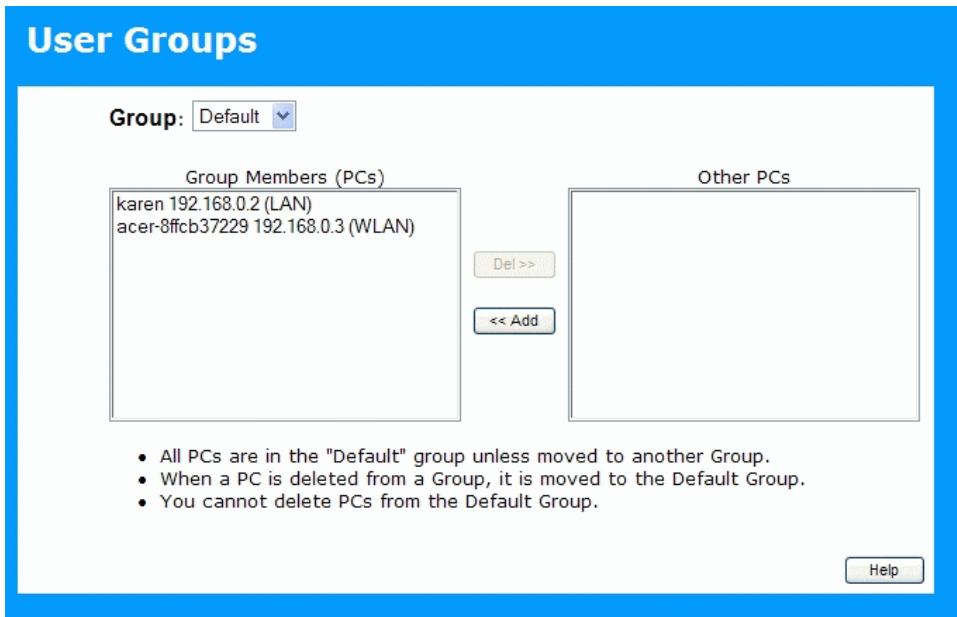 User Groups
Group: Default
Group Members (PCs)
Other PCs
karen 192.168.0.2 (LAN)
acer-8ffcb37229 192.168.0.3 (WLAN)
Del >>
<< Add
• All PCs are in the "Default" group unless moved to another Group.
• When a PC is deleted from a Group, it is moved to the Default Group.
• You cannot delete PCs from the Default Group.
Help